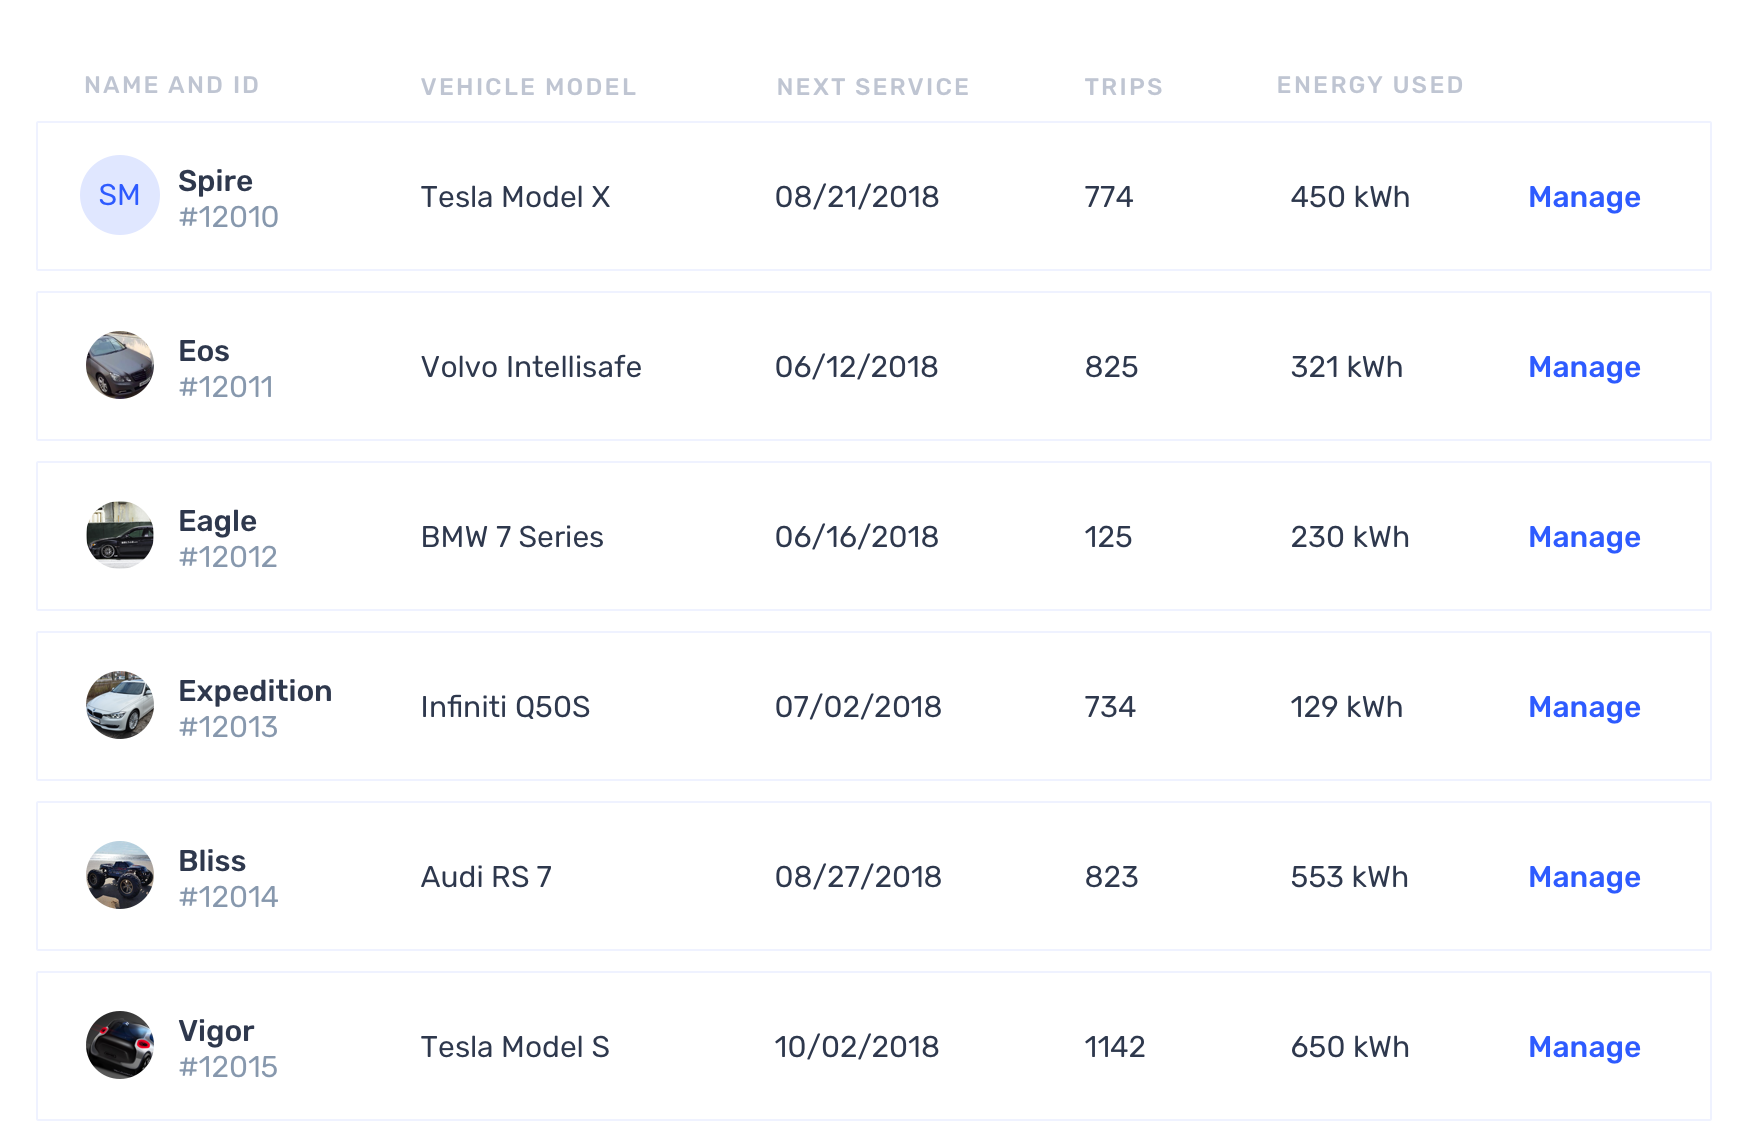 NAME AND ID VEHICLE MODEL NEXT SERVICE TRIPS ENERGY USED
SM Spire Tesla Model X 08/21/2018 774 450 kWh Manage
#12010
Eos Volvo Intellisafe 06/12/2018 825 321 kWh Manage
#12011
Eagle BMW 7 Series 06/16/2018 125 230 kWh Manage
#12012
Expedition Infiniti Q50S 07/02/2018 734 129 kWh Manage
#12013
Bliss Audi RS 7 08/27/2018 823 553 kWh Manage
#12014
Vigor Tesla Model S 10/02/2018 1142 650 kWh Manage
#12015